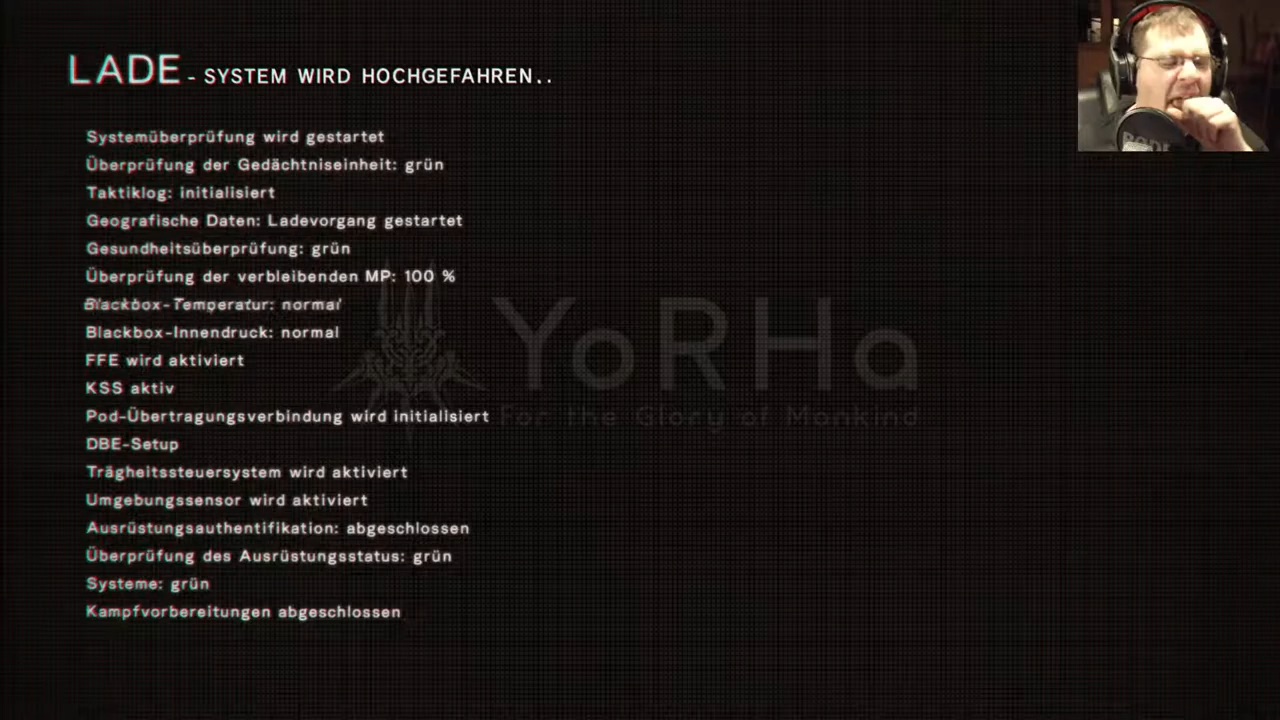 LADE - SYSTEM WIRD HOCHGEFAHREN..
Systemüberprüfung wird gestartet
Überprüfung der Gedächtniseinheit: grün
Taktiklog: initialisiert
Geografische Daten: Ladevorgang gestartet
Gesundheitsüberprüfung: grün
Überprüfung der verbleibenden MP: 100 %
Blackbox-Temperatur: normal
Blackbox-Innendruck: normal
FFE wird aktiviert
KSS aktiv
Pod-Übertragungsverbindung wird initialisiert
DBE-Setup
Trägheitssteuersystem wird aktiviert
Umgebungssensor wird aktiviert
Ausrüstungsauthentifikation: abgeschlossen
Überprüfung des Ausrüstungsstatus: grün
Systeme: grün
Kampfvorbereitungen abgeschlossen
YoRHa
For the Glory of Mankind